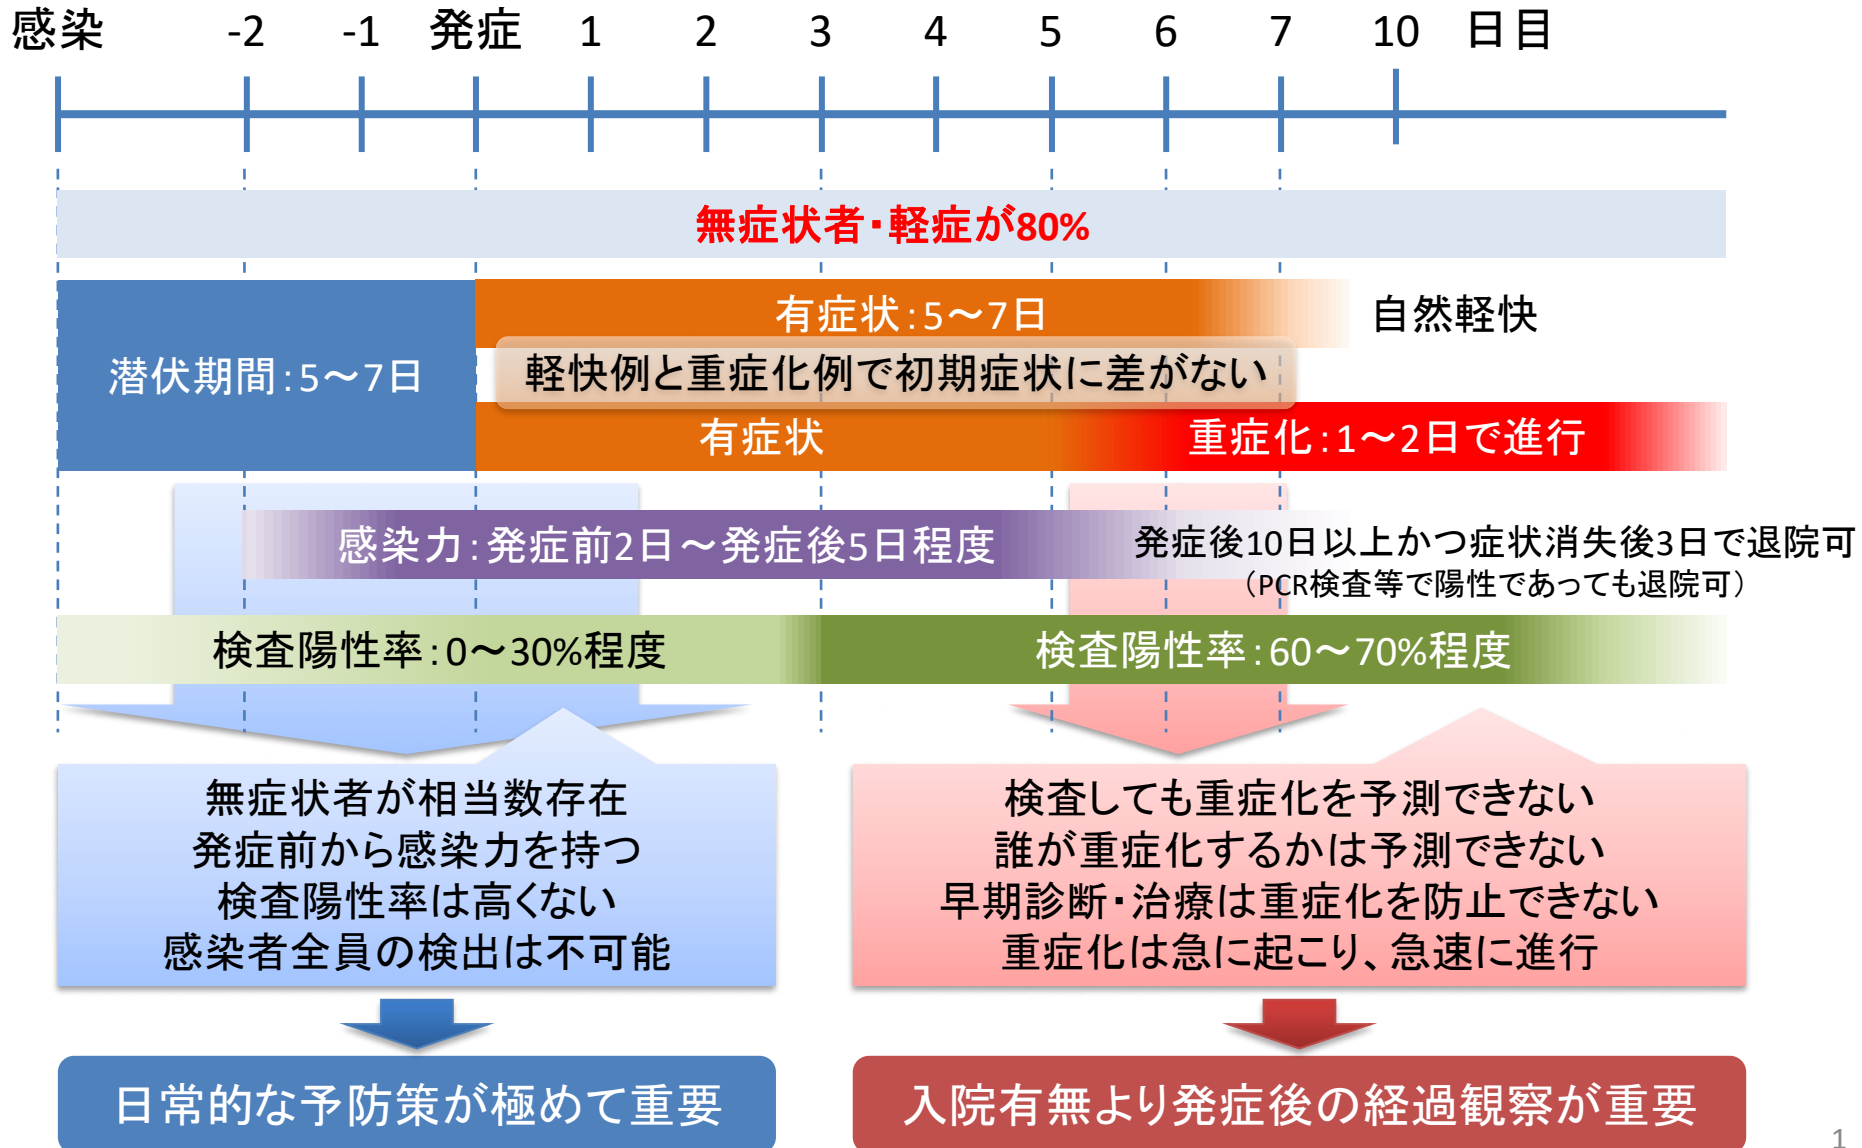 感染 -2 -1 発症 1 2 3 4 5 6 7 10 日目
無症状者・軽症が80%
有症状：5～7日 自然軽快
潜伏期間：5～7日
軽快例と重症化例で初期症状に差がない
有症状 重症化：1～2日で進行
感染力：発症前2日～発症後5日程度
発症後10日以上かつ症状消失後3日で退院可
（PCR検査等で陽性であっても退院可）
検査陽性率：0～30%程度 検査陽性率：60～70%程度
無症状者が相当数存在
発症前から感染力を持つ
検査陽性率は高くない
感染者全員の検出は不可能
検査しても重症化を予測できない
誰が重症化するかは予測できない
早期診断・治療は重症化を防止できない
重症化は急に起こり、急速に進行
日常的な予防策が極めて重要
入院有無より発症後の経過観察が重要
1